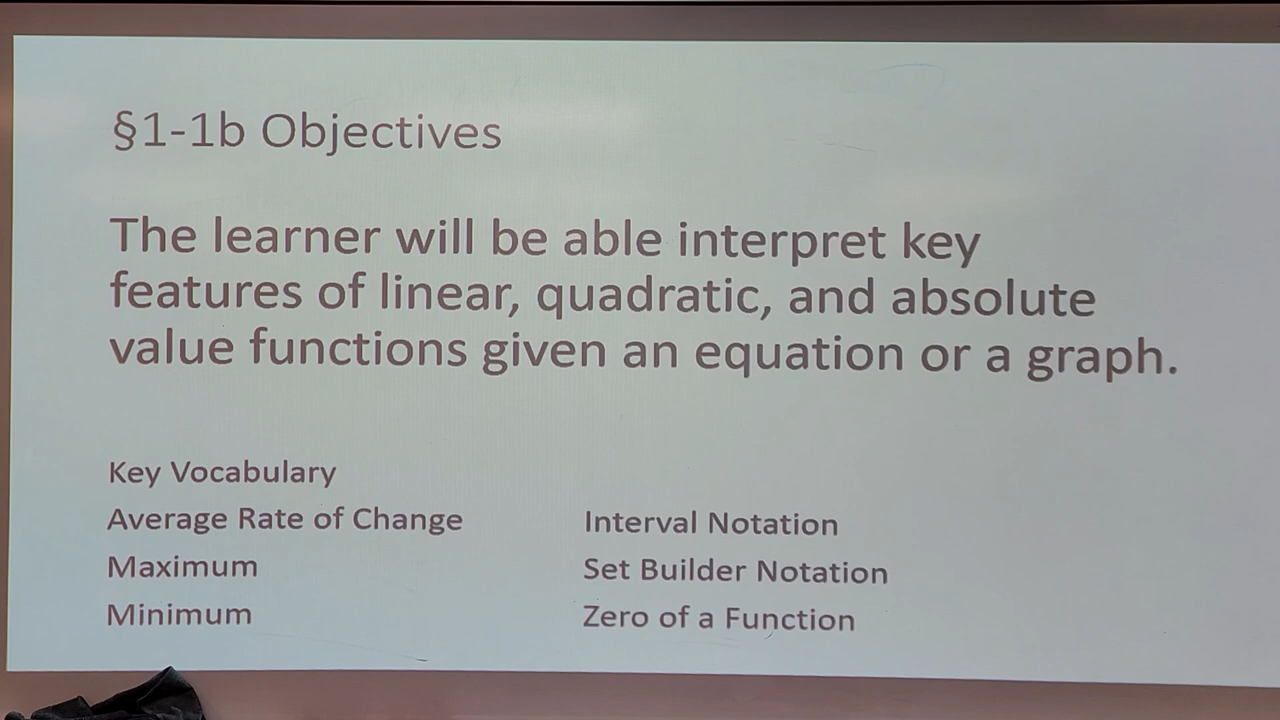 §1-1b Objectives
The learner will be able interpret key
features of linear, quadratic, and absolute
value functions given an equation or a graph.
Key Vocabulary
Average Rate of Change
Maximum
Minimum
Interval Notation
Set Builder Notation
Zero of a Function